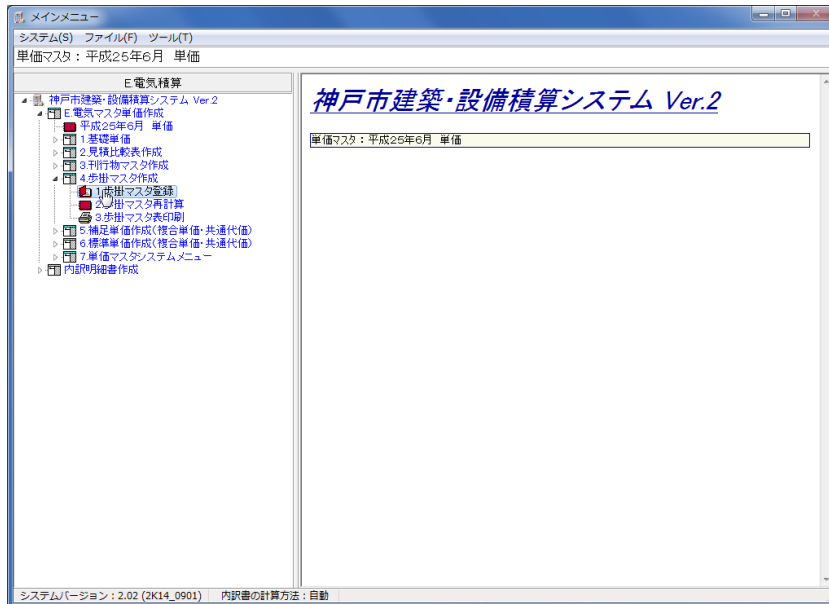 メインメニュー
システム(S) ファイル(F) ツール(T)
単価マスタ：平成25年6月 単価
E.電気積算
神戸市建築・設備積算システム Ver.2
E.電気マスタ単価作成
平成25年6月 単価
1.基礎単価
2.見積比較表作成
3.刊行物マスタ作成
4.歩掛マスタ作成
1.歩掛マスタ登録
2.歩掛マスタ再計算
3.歩掛マスタ表印刷
5.補足単価作成(複合単価・共通代価)
6.標準単価作成(複合単価・共通代価)
7.単価マスタシステムメニュー
内訳明細書作成
神戸市建築・設備積算システム Ver.2
単価マスタ：平成25年6月 単価
システムバージョン：2.02 (2K14_0901) 内訳書の計算方法：自動